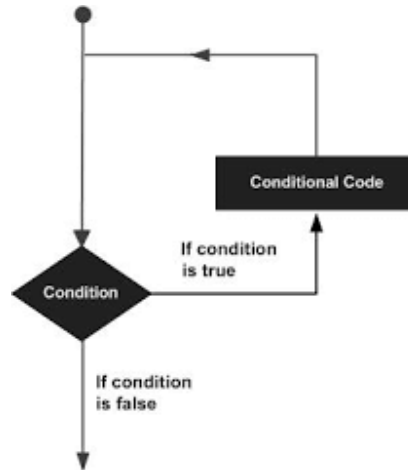 Conditional Code
If condition
is true
Condition
If condition
is false